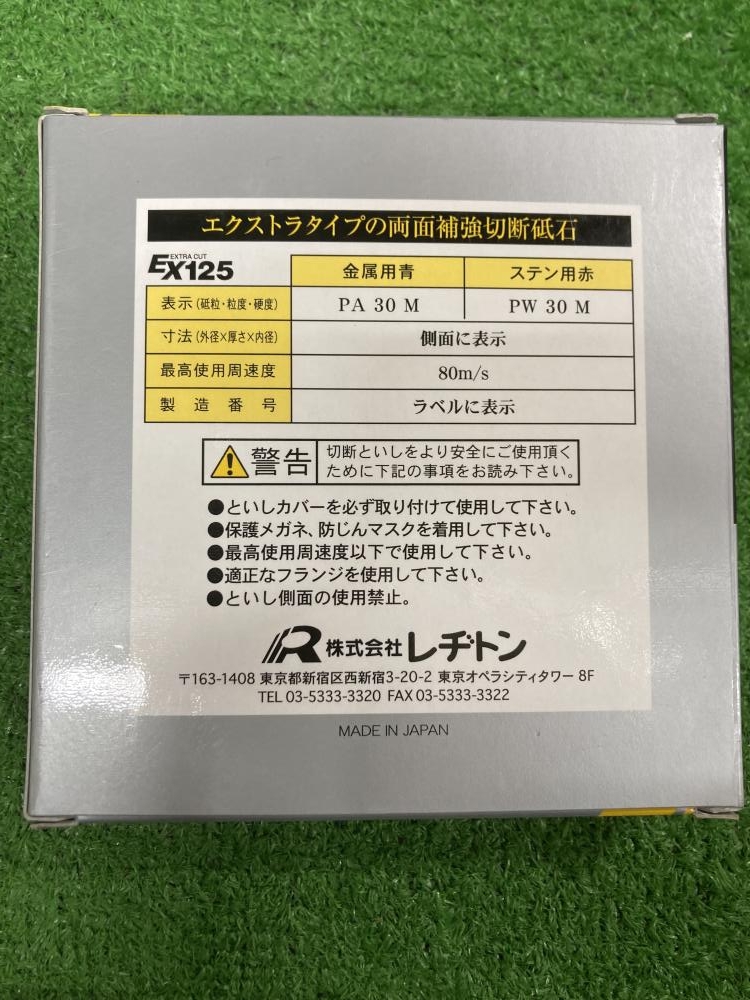 エクストラタイプの両面補強切断砥石
EXTRA CUT
EX125
金属用青 ステン用赤
表示(砥粒・粒度・硬度) PA 30 M PW 30 M
寸法(外径×厚さ×内径) 側面に表示
最高使用周速度 80m/s
製造番号 ラベルに表示
警告
切断といしをより安全にご使用頂く
ために下記の事項をお読み下さい。
●といしカバーを必ず取り付けて使用して下さい。
●保護メガネ、防じんマスクを着用して下さい。
●最高使用周速度以下で使用して下さい。
●適正なフランジを使用して下さい。
●といし側面の使用禁止。
株式会社レヂトン
〒163-1408 東京都新宿区西新宿3-20-2 東京オペラシティタワー 8F
TEL 03-5333-3320 FAX 03-5333-3322
MADE IN JAPAN